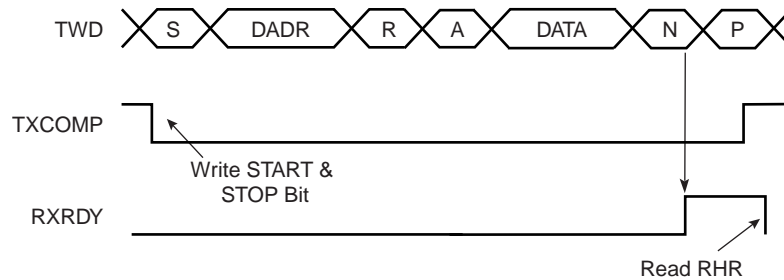 TWD S DADR R A DATA N P
TXCOMP
Write START &
STOP Bit
RXRDY
Read RHR